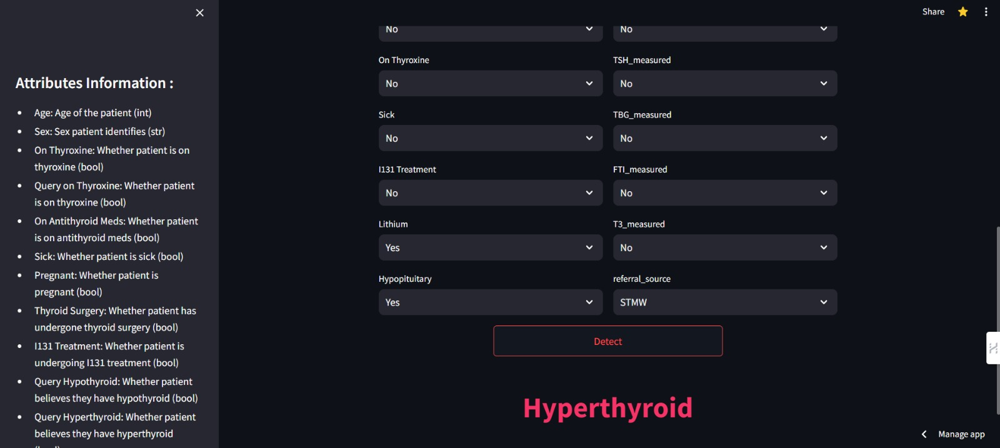 Share
Attributes Information :
Age: Age of the patient (int)
Sex: Sex patient identifies (str)
On Thyroxine: Whether patient is on
thyroxine (bool)
Query on Thyroxine: Whether patient
is on thyroxine (bool)
On Antithyroid Meds: Whether patient
is on antithyroid meds (bool)
Sick: Whether patient is sick (bool)
Pregnant: Whether patient is
pregnant (bool)
Thyroid Surgery: Whether patient has
undergone thyroid surgery (bool)
I131 Treatment: Whether patient is
undergoing I131 treatment (bool)
Query Hypothyroid: Whether patient
believes they have hypothyroid (bool)
Query Hyperthyroid: Whether patient
believes they have hyperthyroid
No
No
On Thyroxine
No
TSH_measured
No
Sick
No
TBG_measured
No
I131 Treatment
No
FTI_measured
No
Lithium
Yes
T3_measured
No
Hypopituitary
Yes
referral_source
STMW
Detect
Hyperthyroid
Manage app